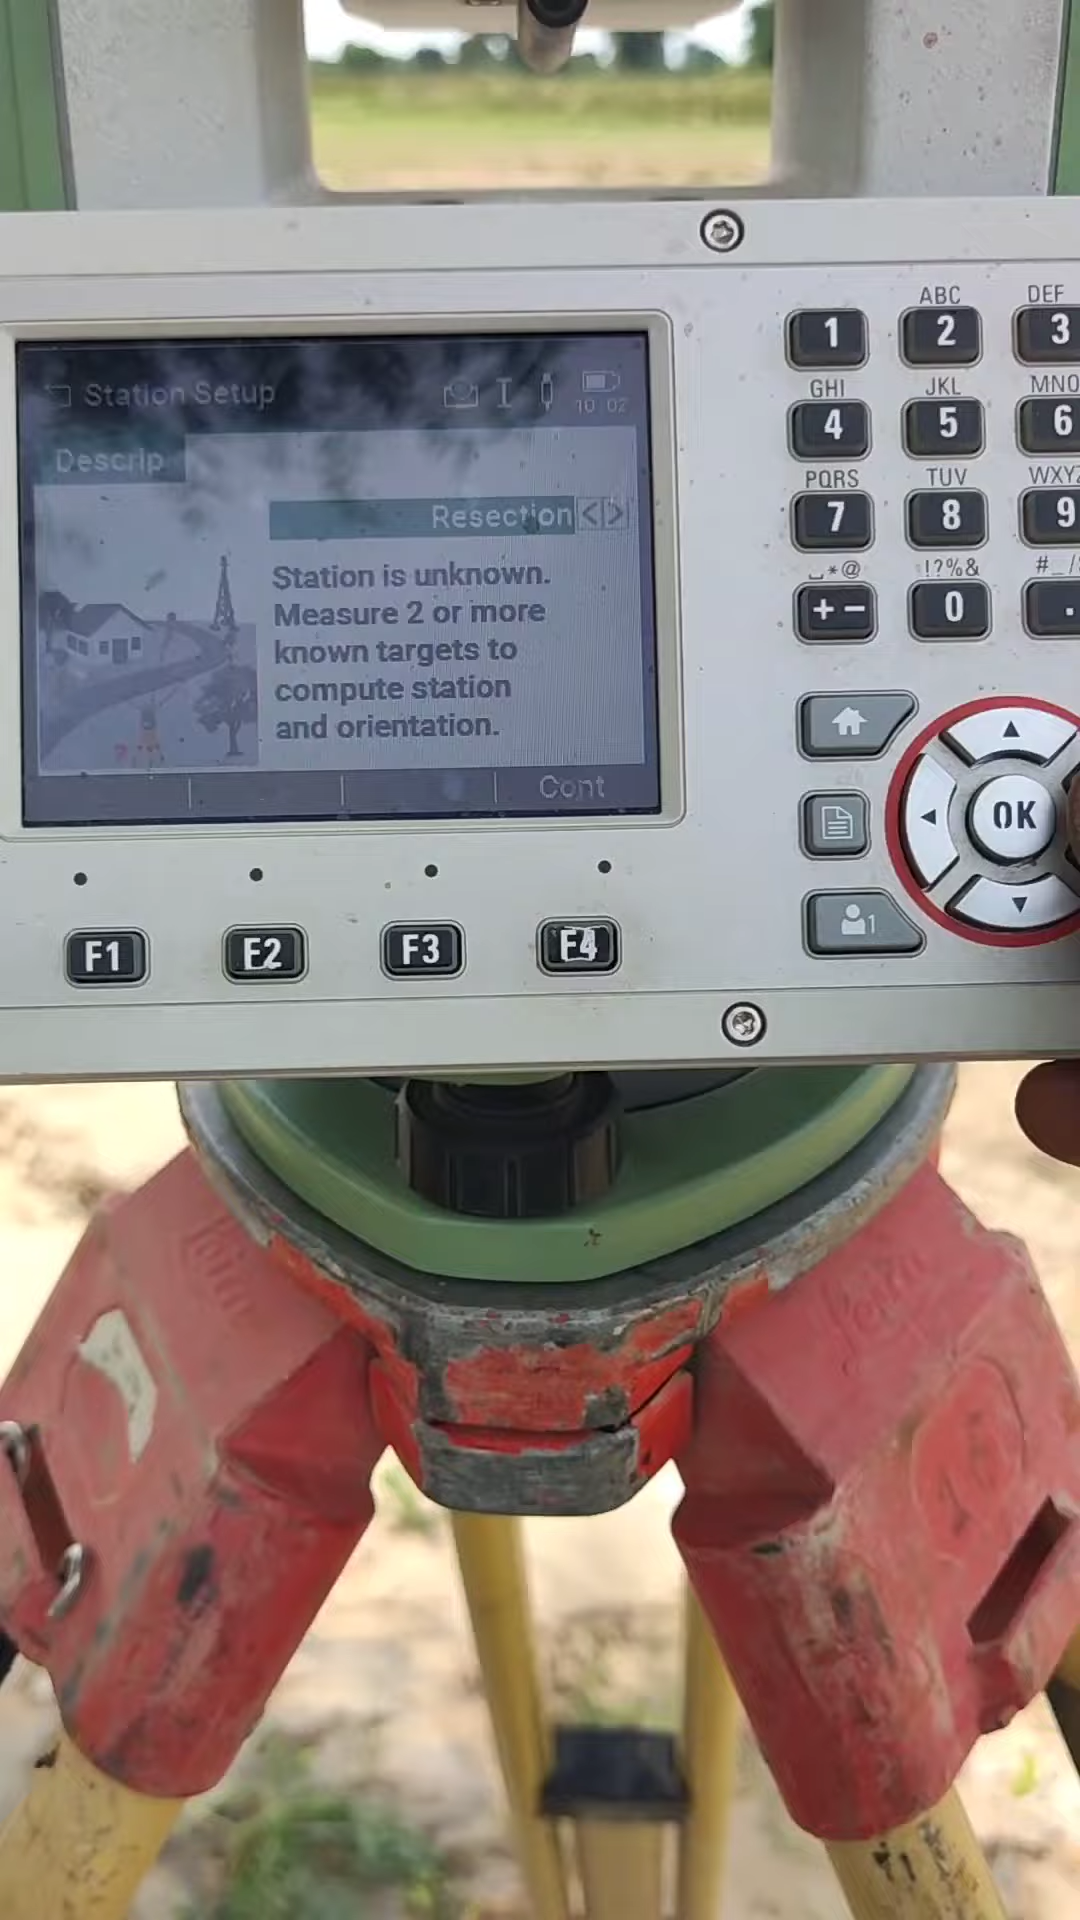 Station Setup
10 02
Descrip
Resection
Station is unknown.
Measure 2 or more
known targets to
compute station
and orientation.
Cont
F1
F2
F3
F4
ABC
DEF
1
2
3
GHI
JKL
MNO
4
5
6
PQRS
TUV
WXYZ
7
8
9
*@
!?%&
#_/
+ -
0
.
OK
1